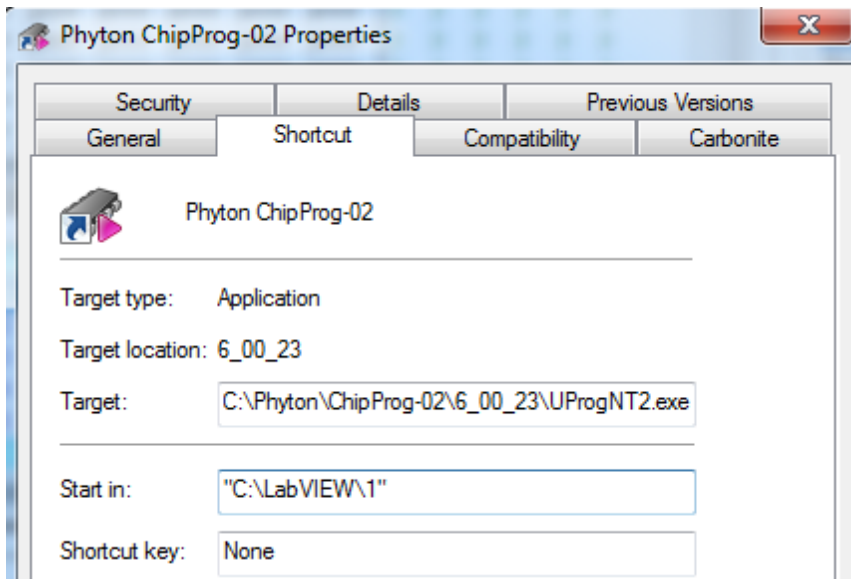 Phyton ChipProg-02 Properties
Security Details Previous Versions
General Shortcut Compatibility Carbonite
Phyton ChipProg-02
Target type: Application
Target location: 6_00_23
Target: C:\Phyton\ChipProg-02\6_00_23\UProgNT2.exe
Start in: "C:\LabVIEW\1"
Shortcut key: None